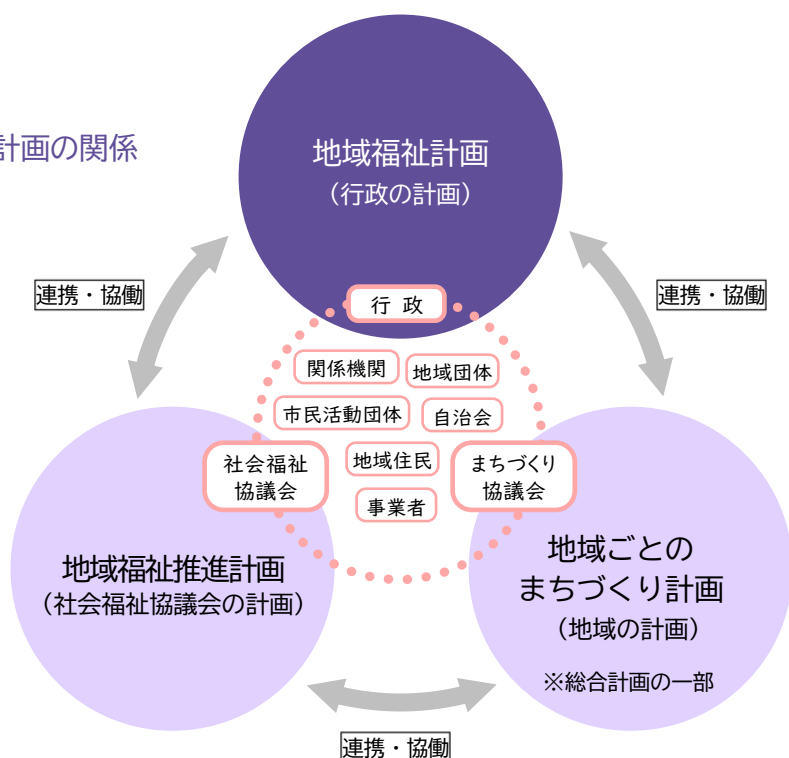 計画の関係
地域福祉計画
（行政の計画）
連携・協働
連携・協働
行 政
関係機関
地域団体
市民活動団体
自治会
社会福祉
協議会
地域住民
まちづくり
協議会
事業者
地域福祉推進計画
（社会福祉協議会の計画）
地域ごとの
まちづくり計画
（地域の計画）
※総合計画の一部
連携・協働